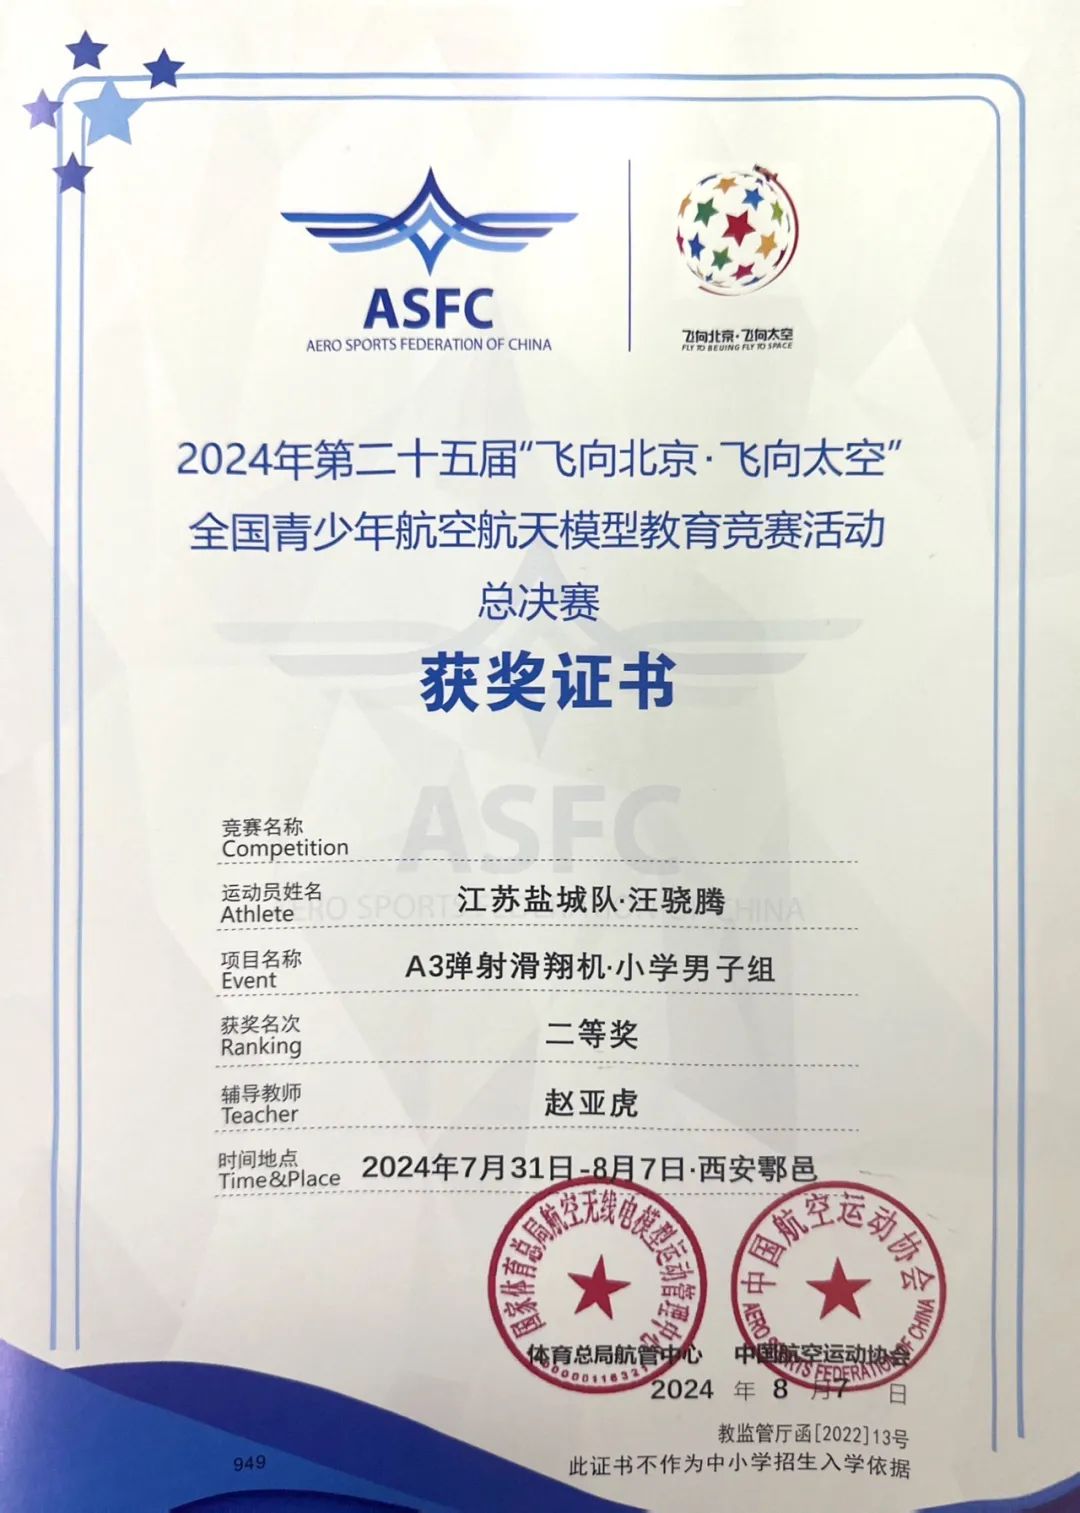 ASFC
AERO SPORTS FEDERATION OF CHINA
飞向北京·飞向太空
FLY TO BEIJING FLY TO SPACE
2024年第二十五届“飞向北京·飞向太空”
全国青少年航空航天模型教育竞赛活动
总决赛
获奖证书
ASFC
AERO SPORTS FEDERATION OF CHINA
竞赛名称
Competition
运动员姓名
Athlete
江苏盐城队·汪骁腾
项目名称
Event
A3弹射滑翔机·小学男子组
获奖名次
Ranking
二等奖
辅导教师
Teacher
赵亚虎
时间地点
Time&Place
2024年7月31日-8月7日·西安鄠邑
国家体育总局航空无线电模型运动管理中心
中国航空运动协会
AERO SPORTS FEDERATION OF CHINA
体育总局航管中心 中国航空运动协会
2024 年 8 月7 日
教监管厅函[2022]13号
此证书不作为中小学招生入学依据
949